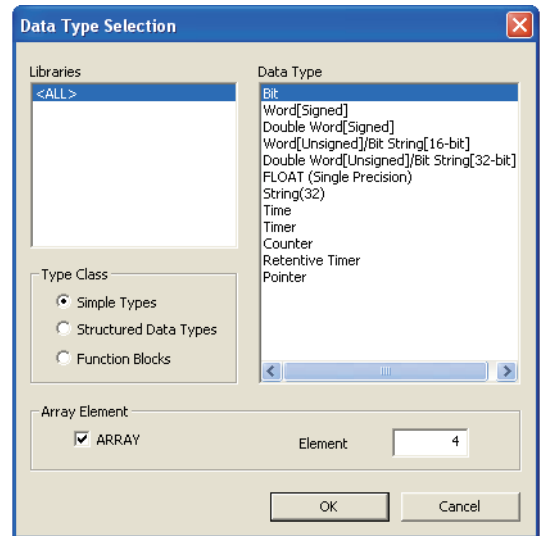 Data Type Selection
Libraries
<ALL>
Data Type
Bit
Word[Signed]
Double Word[Signed]
Word[Unsigned]/Bit String[16-bit]
Double Word[Unsigned]/Bit String[32-bit]
FLOAT (Single Precision)
String(32)
Time
Timer
Counter
Retentive Timer
Pointer
Type Class
Simple Types
Structured Data Types
Function Blocks
Array Element
ARRAY
Element
4
OK
Cancel